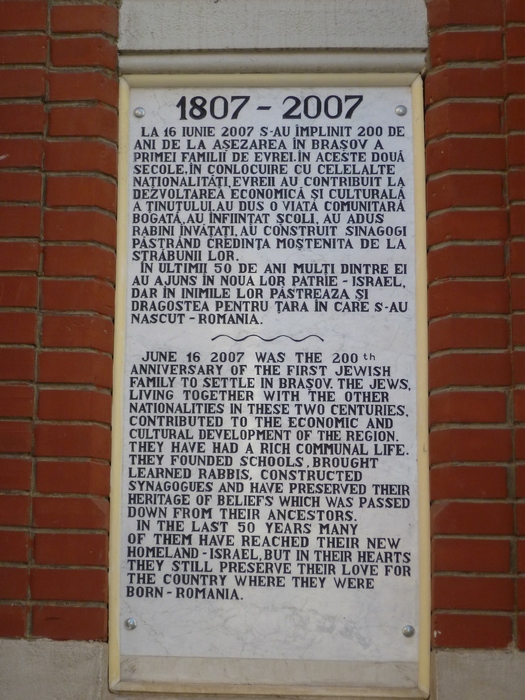 1807 - 2007
LA 16 IUNIE 2007 S-AU ÎMPLINIT 200 DE
ANI DE LA AȘEZAREA ÎN BRAȘOV A
PRIMEI FAMILII DE EVREI. ÎN ACESTE DOUĂ
SECOLE, ÎN CONLOCUIRE CU CELELALTE
NAȚIONALITĂȚI, EVREII AU CONTRIBUIT LA
DEZVOLTAREA ECONOMICĂ ȘI CULTURALĂ
A ȚINUTULUI, AU DUS O VIAȚĂ COMUNITARĂ
BOGATĂ, AU ÎNFIINȚAT ȘCOLI, AU ADUS
RABINI ÎNVĂȚAȚI, AU CONSTRUIT SINAGOGI
PĂSTRÂND CREDINȚA MOȘTENITA DE LA
STRĂBUNII LOR.
ÎN ULTIMII 50 DE ANI MULȚI DINTRE EI
AU AJUNS ÎN NOUA LOR PATRIE - ISRAEL,
DAR ÎN INIMILE LOR PĂSTREAZA ȘI
DRAGOSTEA PENTRU ȚARA ÎN CARE S-AU
NASCUT - ROMANIA.
JUNE 16 2007 WAS THE 200th
ANNIVERSARY OF THE FIRST JEWISH
FAMILY TO SETTLE IN BRAȘOV. THE JEWS,
LIVING TOGETHER WITH THE OTHER
NATIONALITIES IN THESE TWO CENTURIES,
CONTRIBUTED TO THE ECONOMIC AND
CULTURAL DEVELOPMENT OF THE REGION.
THEY HAVE HAD A RICH COMMUNAL LIFE.
THEY FOUNDED SCHOOLS, BROUGHT
LEARNED RABBIS, CONSTRUCTED
SYNAGOGUES AND HAVE PRESERVED THEIR
HERITAGE OF BELIEFS WHICH WAS PASSED
DOWN FROM THEIR ANCESTORS.
IN THE LAST 50 YEARS MANY
OF THEM HAVE REACHED THEIR NEW
HOMELAND - ISRAEL, BUT IN THEIR HEARTS
THEY STILL PRESERVE THEIR LOVE FOR
THE COUNTRY WHERE THEY WERE
BORN - ROMANIA.